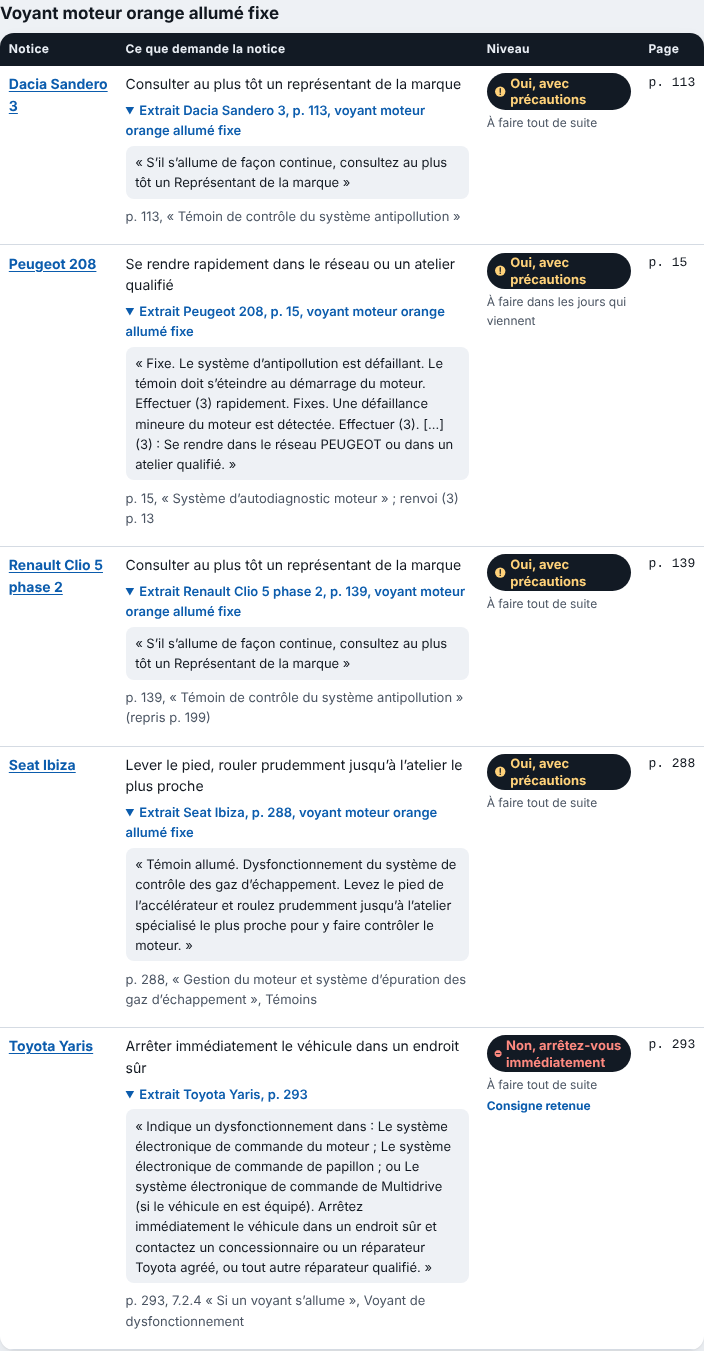 Voyant moteur orange allumé fixe
Notice Ce que demande la notice Niveau Page
Dacia Sandero
3
Consulter au plus tôt un représentant de la marque
▼ Extrait Dacia Sandero 3, p. 113, voyant moteur
orange allumé fixe
« S’il s’allume de façon continue, consultez au plus
tôt un Représentant de la marque »
p. 113, « Témoin de contrôle du système antipollution »
Oui, avec
précautions
À faire tout de suite
p. 113
Peugeot 208
Se rendre rapidement dans le réseau ou un atelier
qualifié
▼ Extrait Peugeot 208, p. 15, voyant moteur orange
allumé fixe
« Fixe. Le système d’antipollution est défaillant. Le
témoin doit s’éteindre au démarrage du moteur.
Effectuer (3) rapidement. Fixes. Une défaillance
mineure du moteur est détectée. Effectuer (3). [...]
(3) : Se rendre dans le réseau PEUGEOT ou dans un
atelier qualifié. »
p. 15, « Système d’autodiagnostic moteur » ; renvoi (3)
p. 13
Oui, avec
précautions
À faire dans les jours qui
viennent
p. 15
Renault Clio 5
phase 2
Consulter au plus tôt un représentant de la marque
▼ Extrait Renault Clio 5 phase 2, p. 139, voyant moteur
orange allumé fixe
« S’il s’allume de façon continue, consultez au plus
tôt un Représentant de la marque »
p. 139, « Témoin de contrôle du système antipollution »
(repris p. 199)
Oui, avec
précautions
À faire tout de suite
p. 139
Seat Ibiza
Lever le pied, rouler prudemment jusqu’à l’atelier le
plus proche
▼ Extrait Seat Ibiza, p. 288, voyant moteur orange
allumé fixe
« Témoin allumé. Dysfonctionnement du système de
contrôle des gaz d’échappement. Levez le pied de
l’accélérateur et roulez prudemment jusqu’à l’atelier
spécialisé le plus proche pour y faire contrôler le
moteur. »
p. 288, « Gestion du moteur et système d’épuration des
gaz d’échappement », Témoins
Oui, avec
précautions
À faire tout de suite
p. 288
Toyota Yaris
Arrêter immédiatement le véhicule dans un endroit
sûr
▼ Extrait Toyota Yaris, p. 293
« Indique un dysfonctionnement dans : Le système
électronique de commande du moteur ; Le système
électronique de commande de papillon ; ou Le
système électronique de commande de Multidrive
(si le véhicule en est équipé). Arrêtez
immédiatement le véhicule dans un endroit sûr et
contactez un concessionnaire ou un réparateur
Toyota agréé, ou tout autre réparateur qualifié. »
p. 293, 7.2.4 « Si un voyant s’allume », Voyant de
dysfonctionnement
Non, arrêtez-vous
immédiatement
À faire tout de suite
Consigne retenue
p. 293